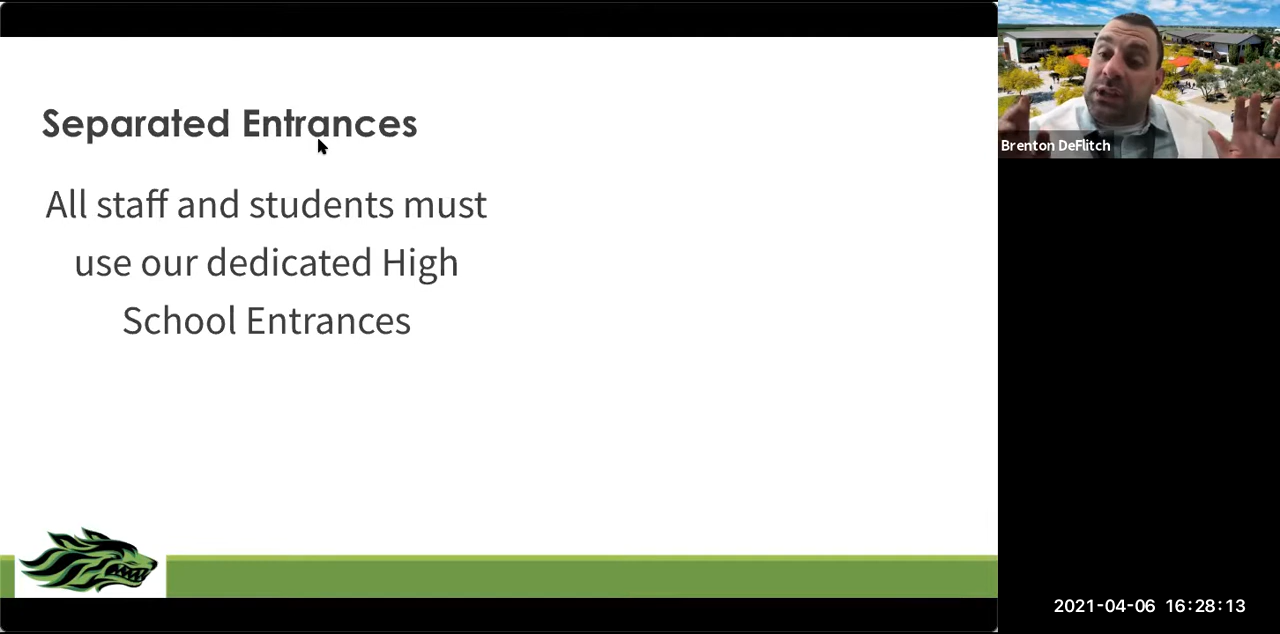 Separated Entrances
All staff and students must
use our dedicated High
School Entrances
Brenton DeFlitch
2021-04-06 16:28:13